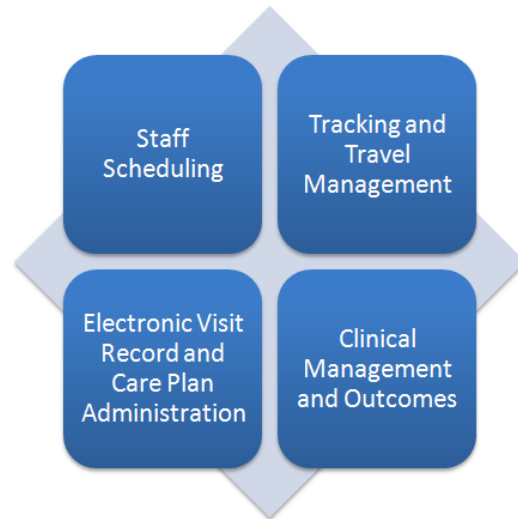 Staff
Scheduling
Tracking and
Travel
Management
Electronic Visit
Record and
Care Plan
Administration
Clinical
Management
and Outcomes